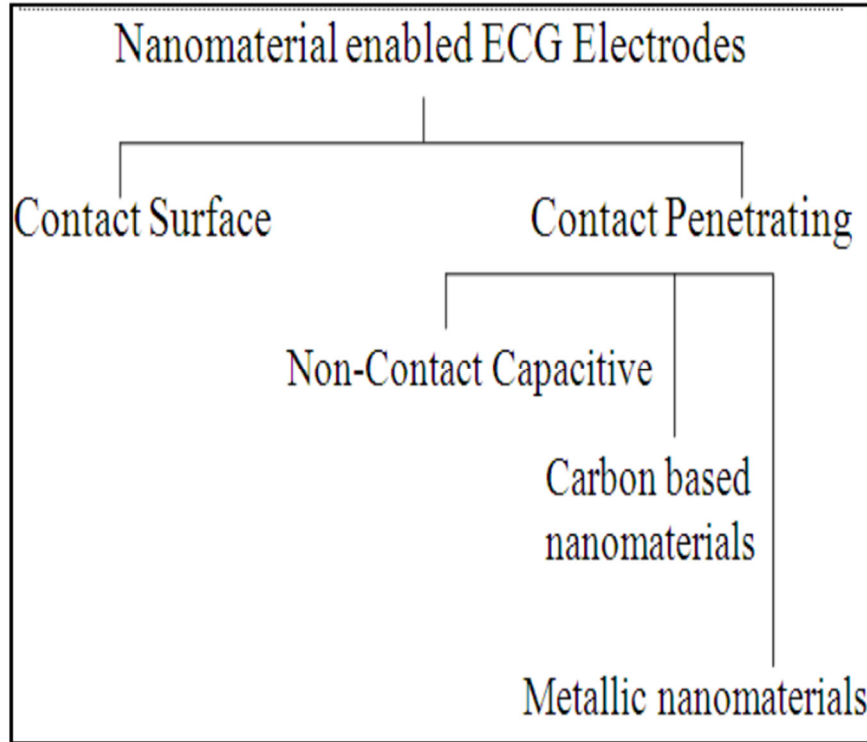 Nanomaterial enabled ECG Electrodes
Contact Surface
Contact Penetrating
Non-Contact Capacitive
Carbon based
nanomaterials
Metallic nanomaterials